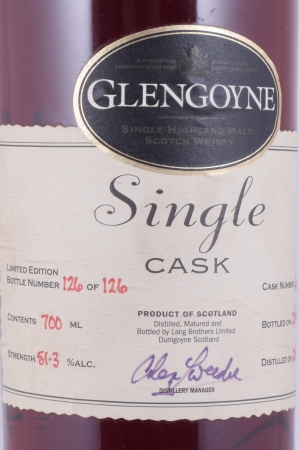 GLENGOYNE
SINGLE HIGHLAND MALT
SCOTCH WHISKY
Single
CASK
LIMITED EDITION
BOTTLE NUMBER 126 OF 126
CASK NUMBER
CONTENTS 700 ML
PRODUCT OF SCOTLAND
Distilled, Matured and
Bottled by Lang Brothers Limited
Dumgoyne Scotland
BOTTLED ON
STRENGTH 51.3 %ALC.
DISTILLED ON
DISTILLERY MANAGER